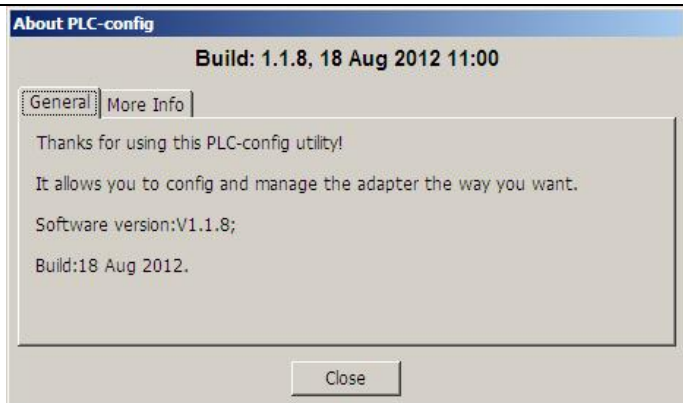 About PLC-config
Build: 1.1.8, 18 Aug 2012 11:00
General More Info
Thanks for using this PLC-config utility!
It allows you to config and manage the adapter the way you want.
Software version:V1.1.8;
Build:18 Aug 2012.
Close